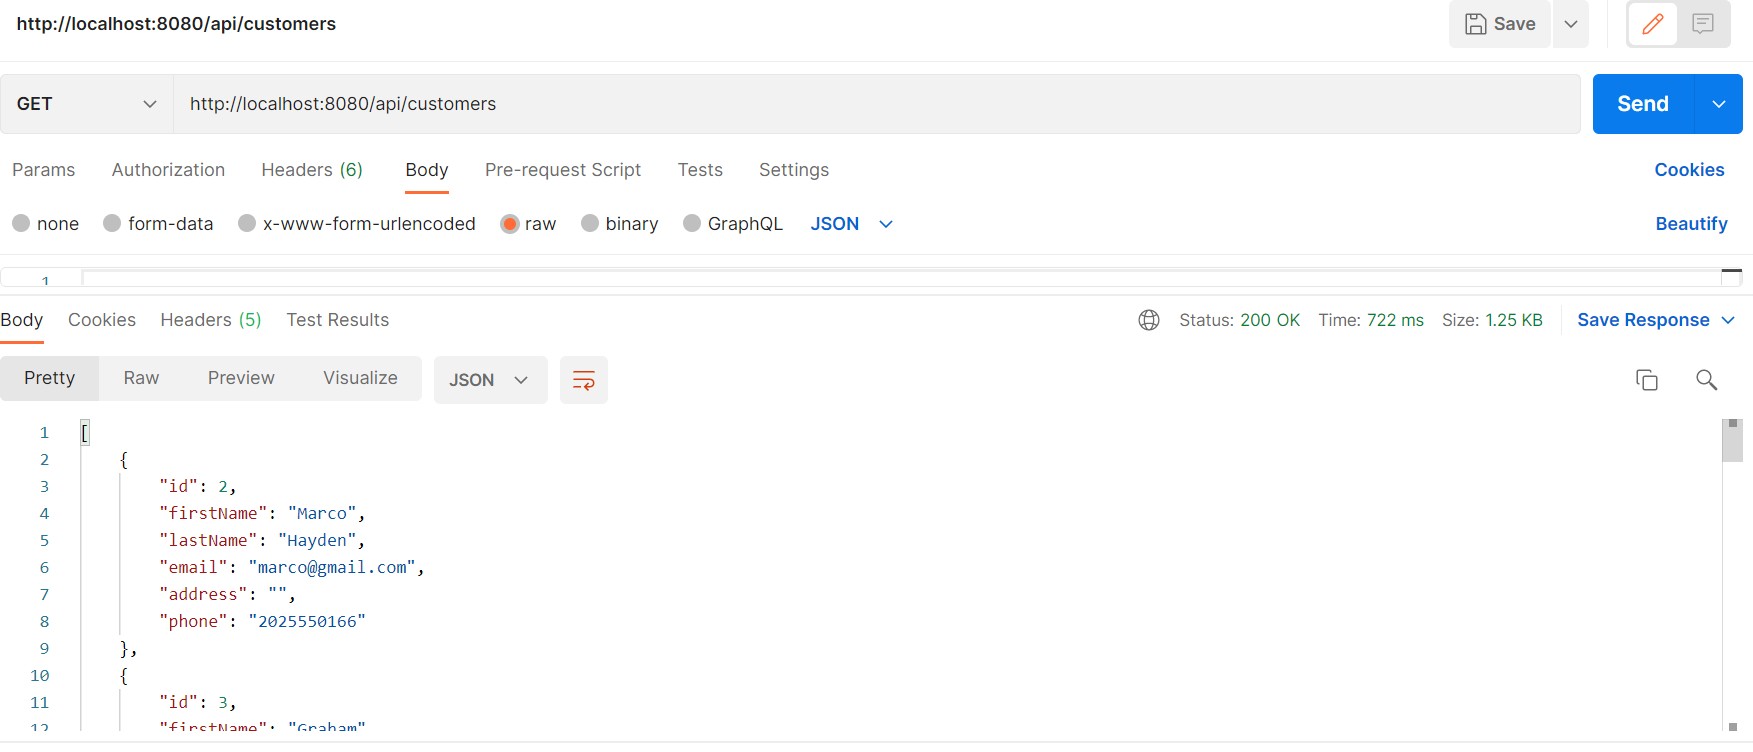 http://localhost:8080/api/customers
Save
GET
http://localhost:8080/api/customers
Send
Params Authorization Headers (6) Body Pre-request Script Tests Settings Cookies
none form-data x-www-form-urlencoded raw binary GraphQL JSON Beautify
1
Body Cookies Headers (5) Test Results Status: 200 OK Time: 722 ms Size: 1.25 KB Save Response
Pretty Raw Preview Visualize JSON
1 [
2 {
3 "id": 2,
4 "firstName": "Marco",
5 "lastName": "Hayden",
6 "email": "marco@gmail.com",
7 "address": "",
8 "phone": "2025550166"
9 },
10 {
11 "id": 3,
12 "firstName": "Graham"